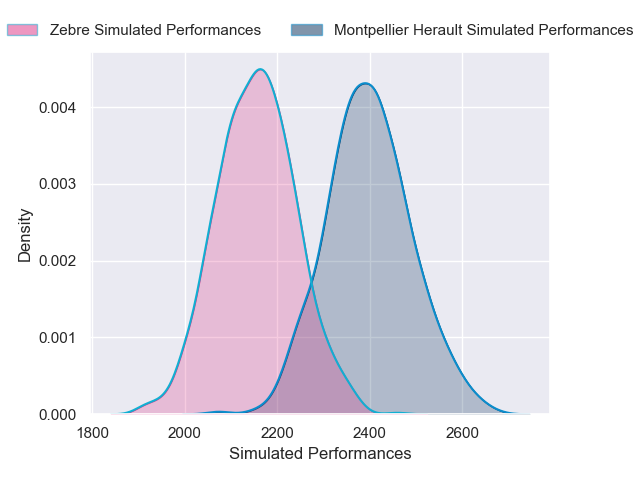 Zebre Simulated Performances
Montpellier Herault Simulated Performances
0.004
0.003
0.002
0.001
0.000
Density
1800
2000
2200
2400
2600
Simulated Performances